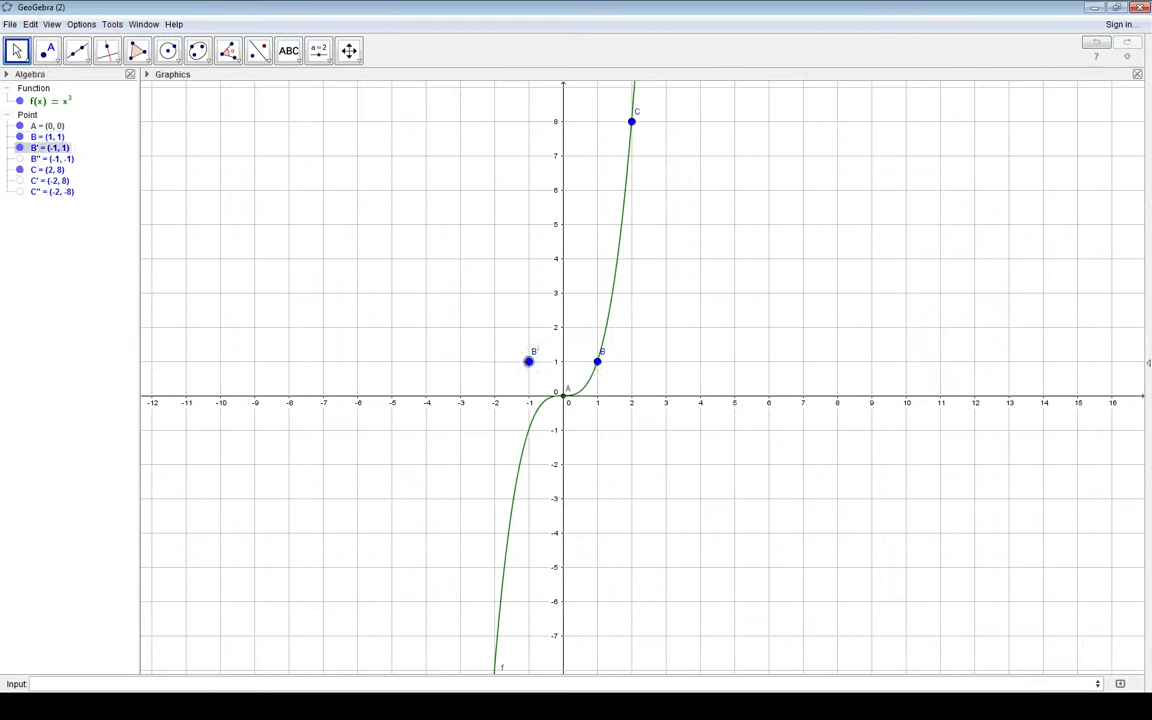 GeoGebra (2)
File Edit View Options Tools Window Help Sign in...
A ABC a=2 ?
Algebra Graphics
Function
f(x) = x³
Point
A = (0, 0)
B = (1, 1)
B' = (-1, 1)
B'' = (-1, -1)
C = (2, 8)
C' = (-2, 8)
C'' = (-2, -8)
C
8
7
6
5
4
3
2
B' B
1
A
0
-12 -11 -10 -9 -8 -7 -6 -5 -4 -3 -2 -1 0 1 2 3 4 5 6 7 8 9 10 11 12 13 14 15 16
-1
-2
-3
-4
-5
-6
-7
f
Input: